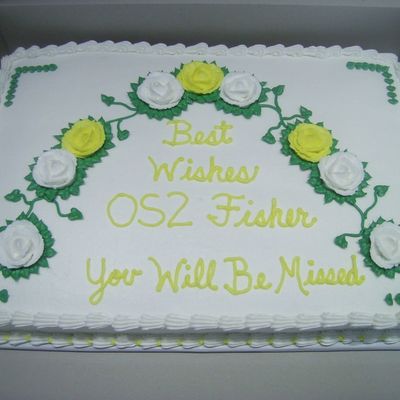 Best
Wishes
OS2 Fisher
You Will Be Missed